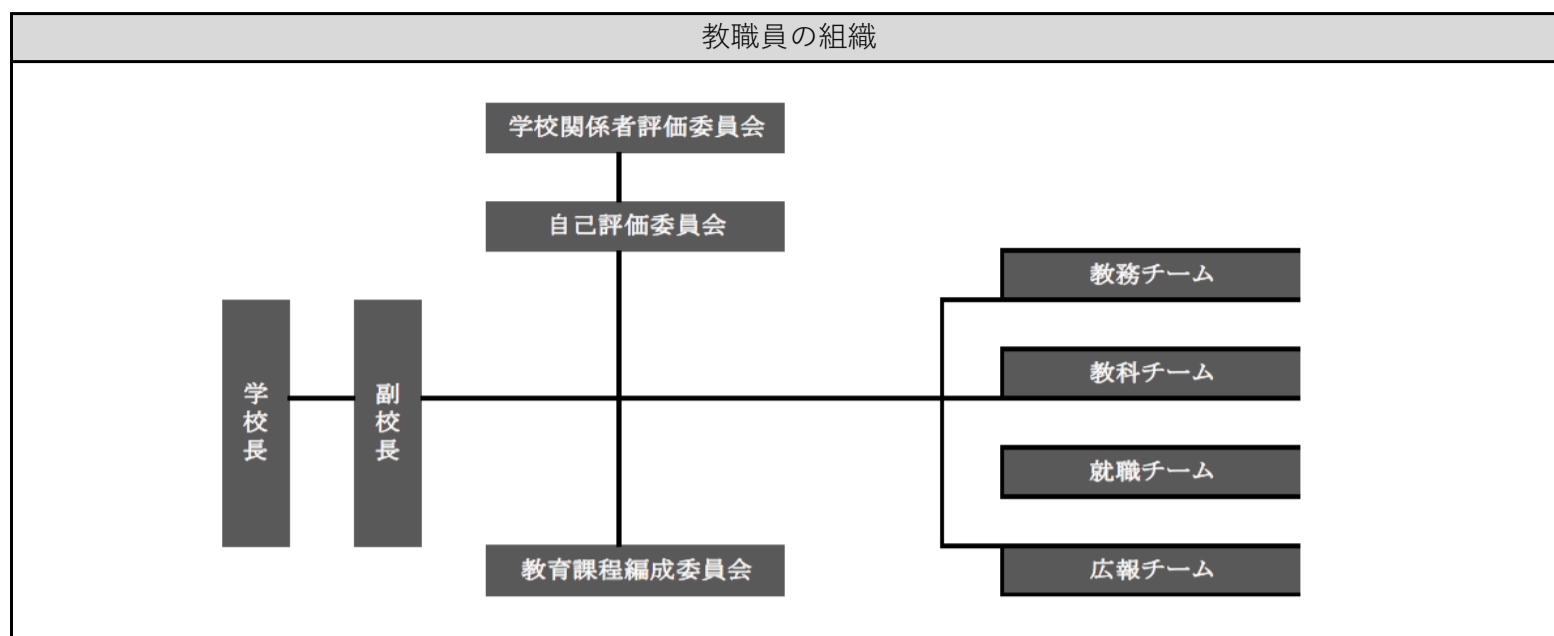 教職員の組織
学校関係者評価委員会
自己評価委員会
教務チーム
教科チーム
学校長
副校長
就職チーム
教育課程編成委員会
広報チーム